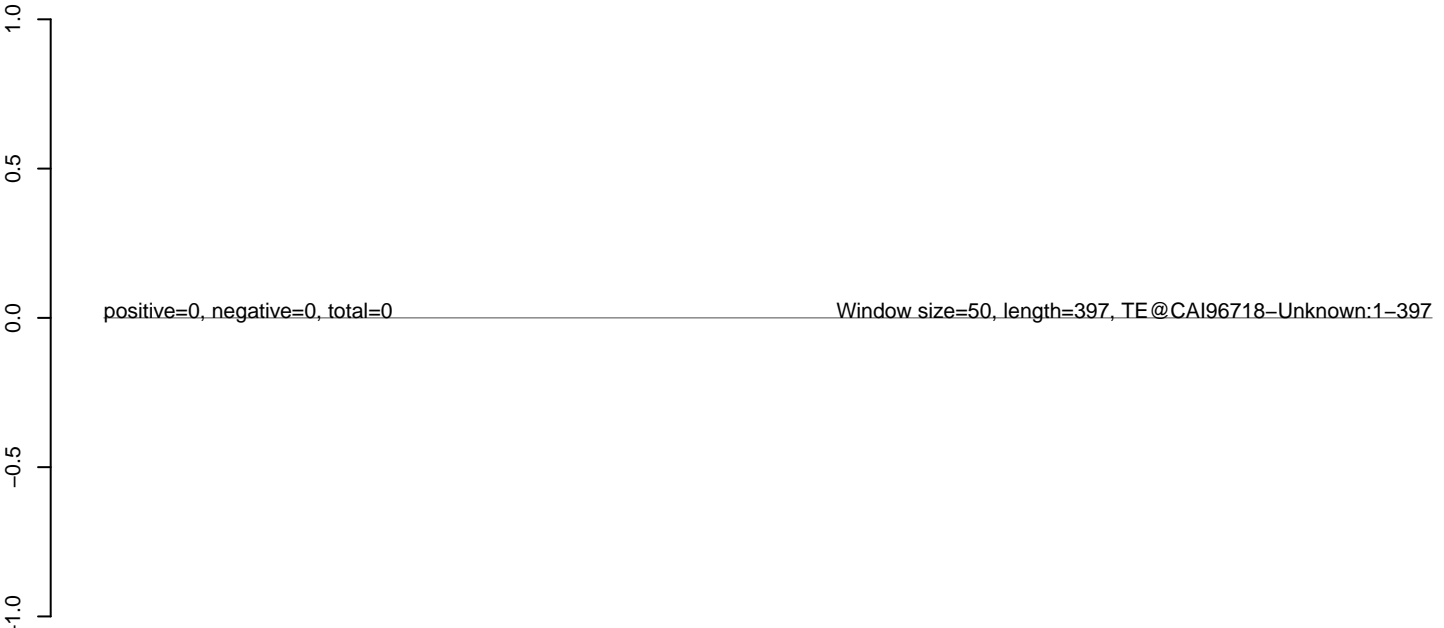 1.0
0.5
positive=0, negative=0, total=0
Window size=50, length=397, TE@CAI96718–Unknown:1–397
0.0
–0.5
–1.0